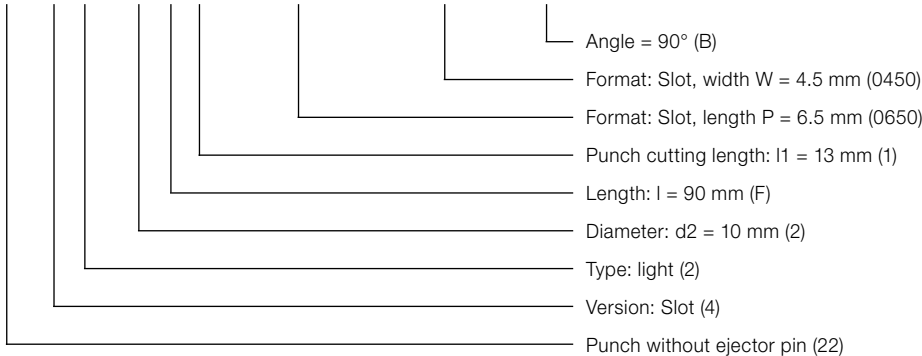 Angle = 90° (B)
Format: Slot, width W = 4.5 mm (0450)
Format: Slot, length P = 6.5 mm (0650)
Punch cutting length: l1 = 13 mm (1)
Length: l = 90 mm (F)
Diameter: d2 = 10 mm (2)
Type: light (2)
Version: Slot (4)
Punch without ejector pin (22)